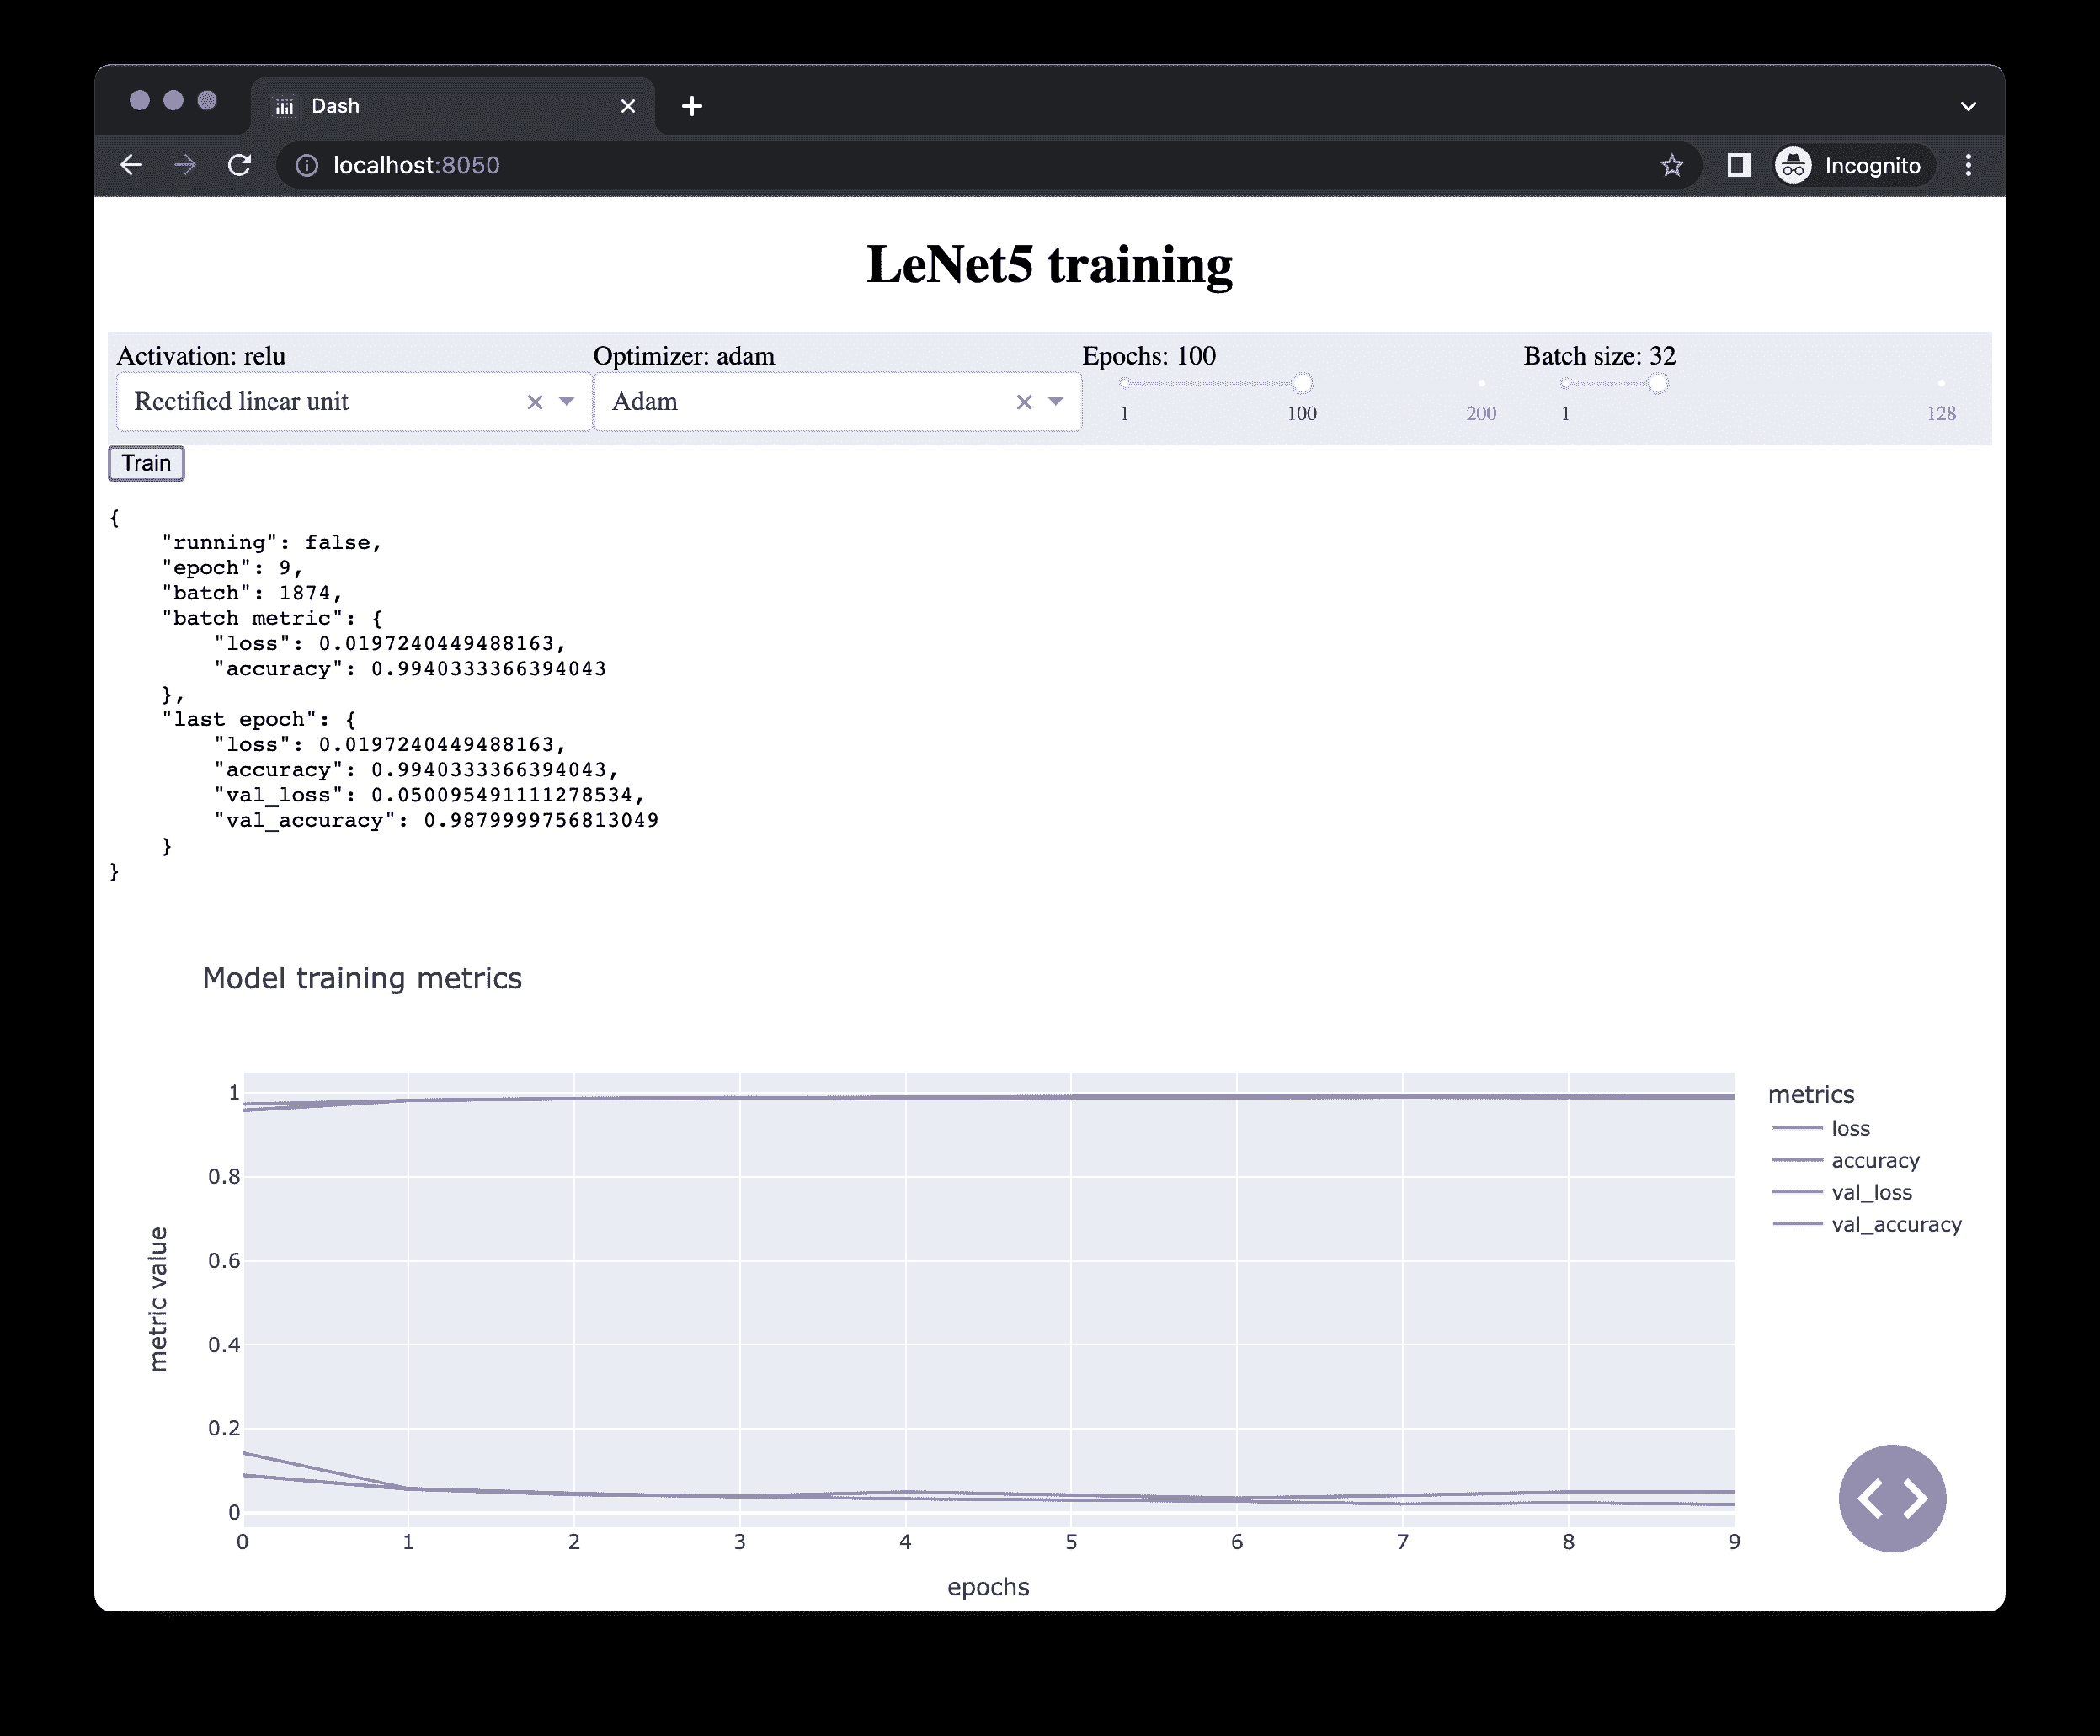 Dash
localhost:8050
Incognito
LeNet5 training
Activation: relu
Optimizer: adam
Epochs: 100
Batch size: 32
Rectified linear unit
Adam
1
100
200
1
128
Train
{
"running": false,
"epoch": 9,
"batch": 1874,
"batch metric": {
"loss": 0.0197240449488163,
"accuracy": 0.9940333366394043
},
"last epoch": {
"loss": 0.0197240449488163,
"accuracy": 0.9940333366394043,
"val_loss": 0.050095491111278534,
"val_accuracy": 0.9879999756813049
}
}
Model training metrics
1
0.8
0.6
0.4
0.2
0
metric value
0 1 2 3 4 5 6 7 8 9
epochs
metrics
loss
accuracy
val_loss
val_accuracy